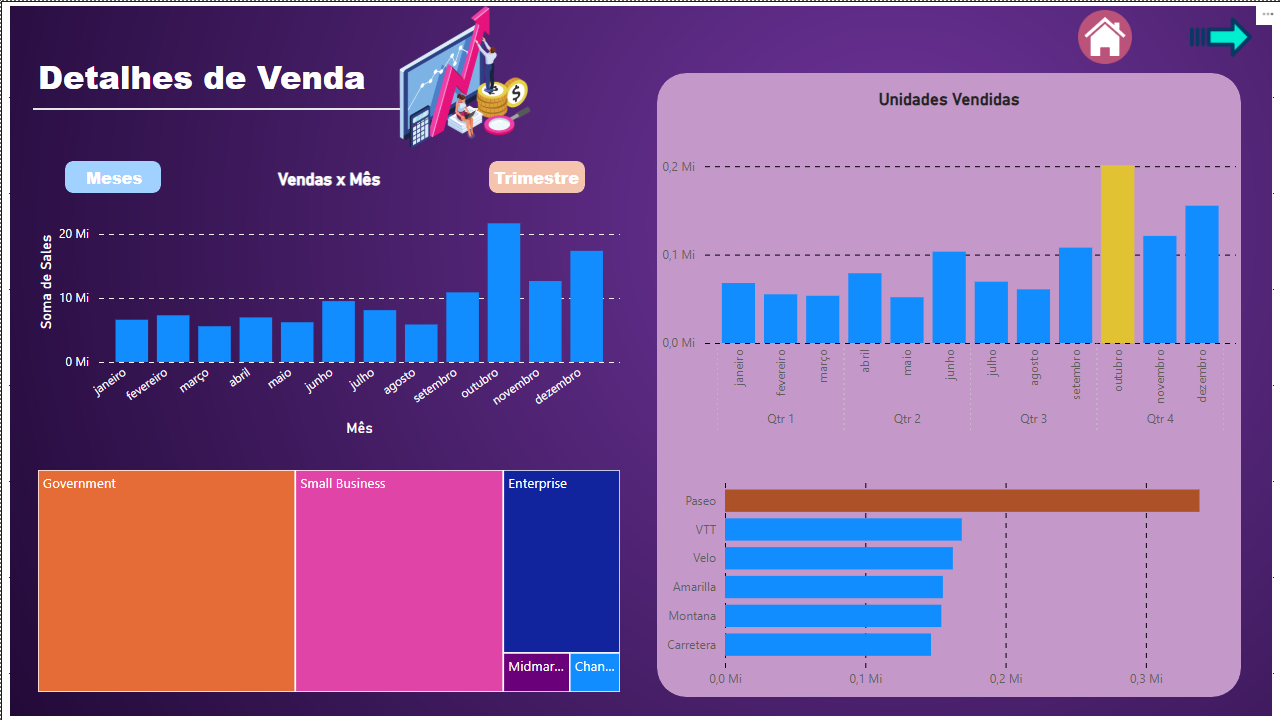 Detalhes de Venda
Meses
Vendas x Mês
Trimestre
Soma de Sales
20 Mi
10 Mi
0 Mi
janeiro
fevereiro
março
abril
maio
junho
julho
agosto
setembro
outubro
novembro
dezembro
Mês
Government
Small Business
Enterprise
Midmar...
Chan...
Unidades Vendidas
0,2 Mi
0,1 Mi
0,0 Mi
janeiro
fevereiro
março
abril
maio
junho
julho
agosto
setembro
outubro
novembro
dezembro
Qtr 1
Qtr 2
Qtr 3
Qtr 4
Paseo
VTT
Velo
Amarilla
Montana
Carretera
0,0 Mi
0,1 Mi
0,2 Mi
0,3 Mi